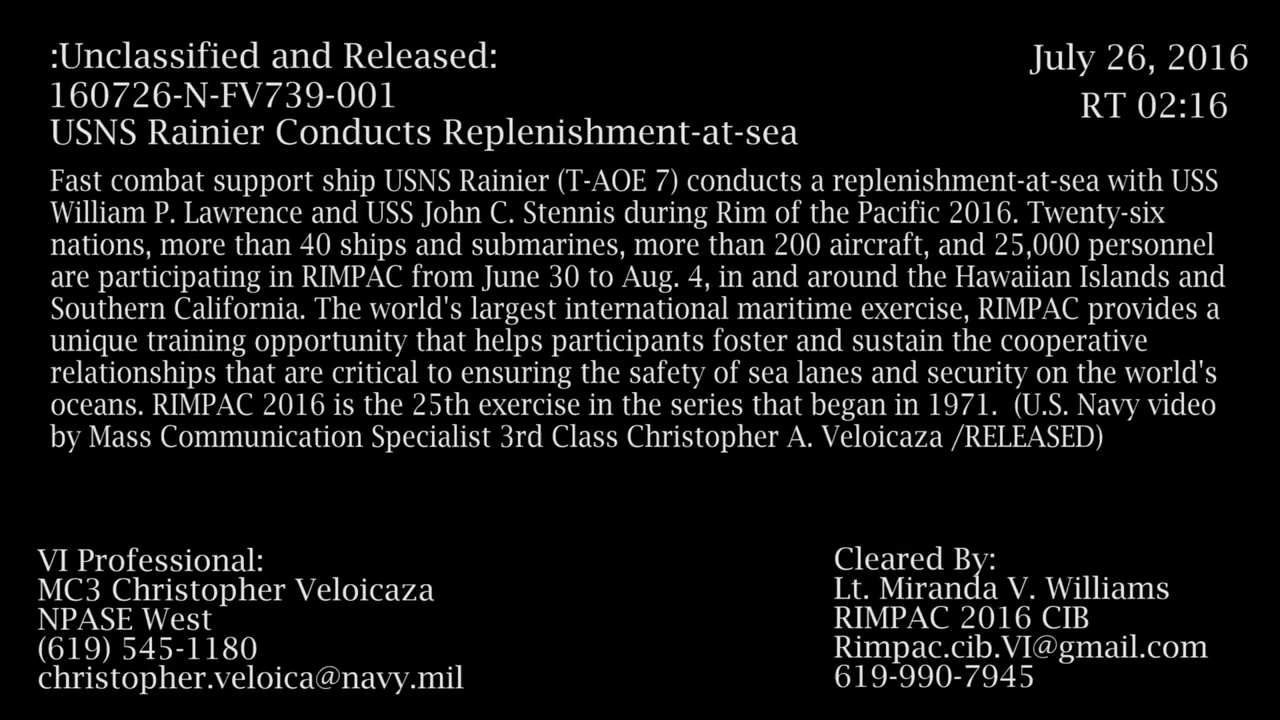 :Unclassified and Released:
160726-N-FV739-001
USNS Rainier Conducts Replenishment-at-sea
July 26, 2016
RT 02:16
Fast combat support ship USNS Rainier (T-AOE 7) conducts a replenishment-at-sea with USS
William P. Lawrence and USS John C. Stennis during Rim of the Pacific 2016. Twenty-six
nations, more than 40 ships and submarines, more than 200 aircraft, and 25,000 personnel
are participating in RIMPAC from June 30 to Aug. 4, in and around the Hawaiian Islands and
Southern California. The world's largest international maritime exercise, RIMPAC provides a
unique training opportunity that helps participants foster and sustain the cooperative
relationships that are critical to ensuring the safety of sea lanes and security on the world's
oceans. RIMPAC 2016 is the 25th exercise in the series that began in 1971.  (U.S. Navy video
by Mass Communication Specialist 3rd Class Christopher A. Veloicaza /RELEASED)
VI Professional:
MC3 Christopher Veloicaza
NPASE West
(619) 545-1180
christopher.veloica@navy.mil
Cleared By:
Lt. Miranda V. Williams
RIMPAC 2016 CIB
Rimpac.cib.VI@gmail.com
619-990-7945